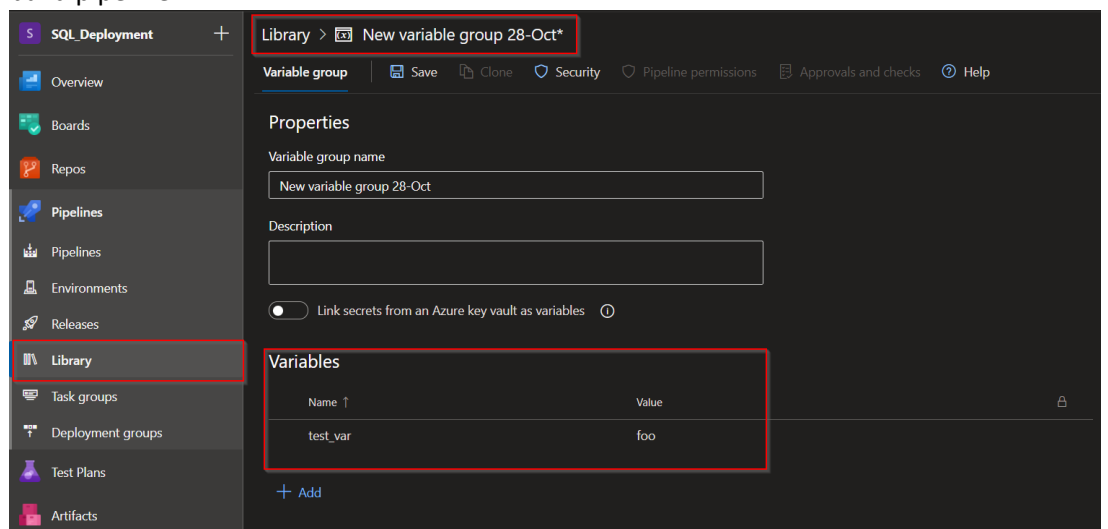 S SQL_Deployment +
Library > New variable group 28-Oct*
Variable group Save Clone Security Pipeline permissions Approvals and checks Help
Overview
Boards
Repos
Pipelines
Pipelines
Environments
Releases
Library
Task groups
Deployment groups
Test Plans
Artifacts
Properties
Variable group name
New variable group 28-Oct
Description
Link secrets from an Azure key vault as variables
Variables
Name ↑ Value
test_var foo
+ Add